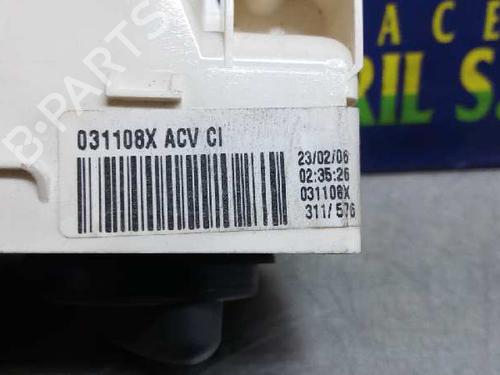 ACE
RIL S
031108X ACV CI
23/02/06
02:35:26
031108X
311/576
B-PARTS